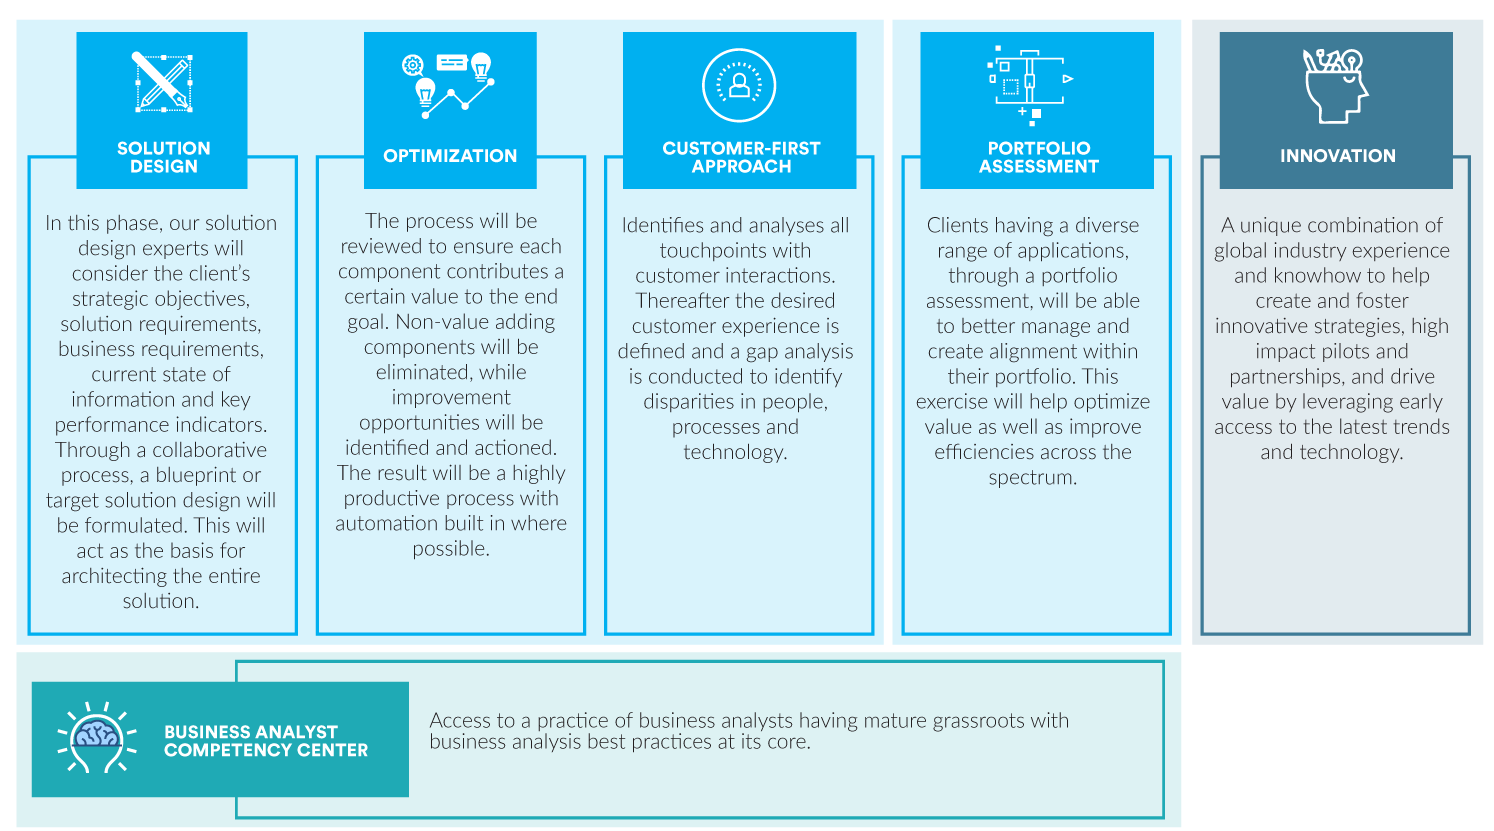 SOLUTION
DESIGN
In this phase, our solution
design experts will
consider the client's
strategic objectives,
solution requirements,
business requirements,
current state of
information and key
performance indicators.
Through a collaborative
process, a blueprint or
target solution design will
be formulated. This will
act as the basis for
architecting the entire
solution.
OPTIMIZATION
The process will be
reviewed to ensure each
component contributes a
certain value to the end
goal. Non-value adding
components will be
eliminated, while
improvement
opportunities will be
identified and actioned.
The result will be a highly
productive process with
automation built in where
possible.
CUSTOMER-FIRST
APPROACH
Identifies and analyses all
touchpoints with
customer interactions.
Thereafter the desired
customer experience is
defined and a gap analysis
is conducted to identify
disparities in people,
processes and
technology.
PORTFOLIO
ASSESSMENT
Clients having a diverse
range of applications,
through a portfolio
assessment, will be able
to better manage and
create alignment within
their portfolio. This
exercise will help optimize
value as well as improve
efficiencies across the
spectrum.
INNOVATION
A unique combination of
global industry experience
and knowhow to help
create and foster
innovative strategies, high
impact pilots and
partnerships, and drive
value by leveraging early
access to the latest trends
and technology.
BUSINESS ANALYST
COMPETENCY CENTER
Access to a practice of business analysts having mature grassroots with
business analysis best practices at its core.